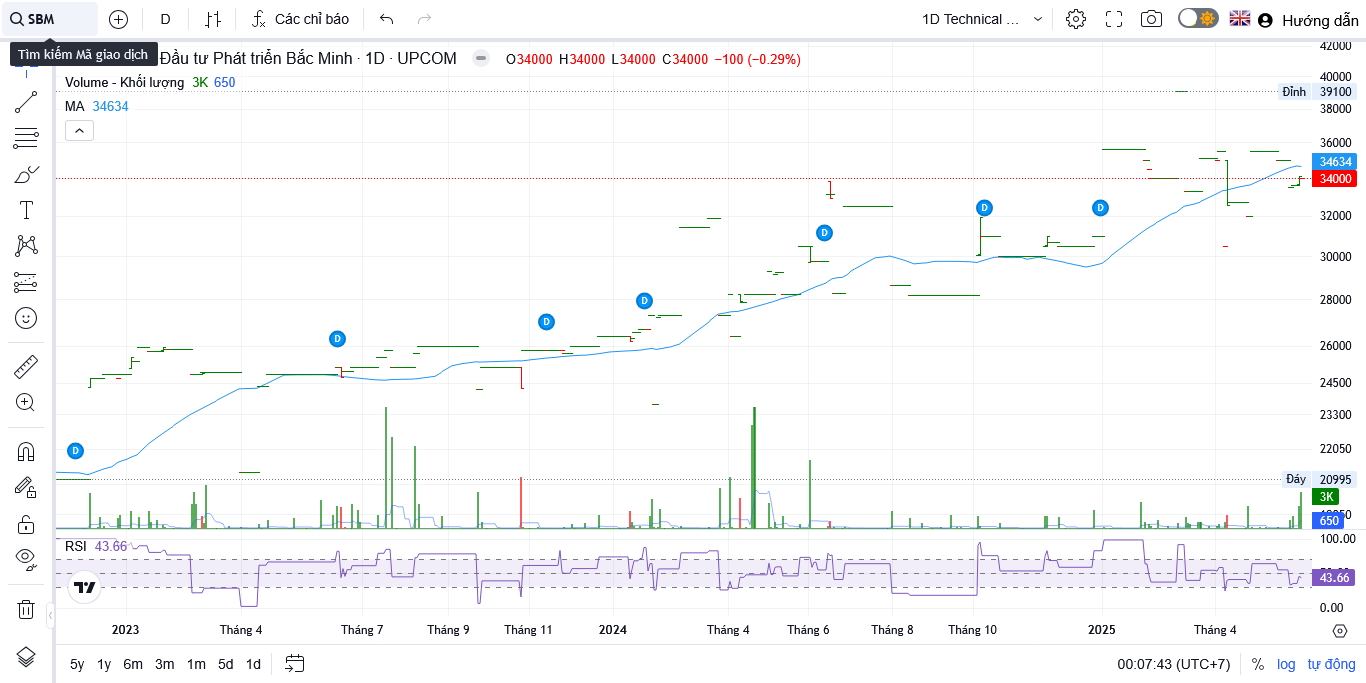 SBM
D
Các chỉ báo
1D Technical ...
Hướng dẫn
Tìm kiếm Mã giao dịch
Đầu tư Phát triển Bắc Minh · 1D · UPCOM
O34000 H34000 L34000 C34000 −100 (−0.29%)
Volume - Khối lượng 3K 650
MA 34634
42000
40000
Đỉnh 39100
38000
36000
34634
34000
32000
30000
28000
26000
24500
23300
22050
Đáy 20995
3K
650
D
D
D
D
D
D
D
RSI 43.66
100.00
43.66
0.00
2023
Tháng 4
Tháng 7
Tháng 9
Tháng 11
2024
Tháng 4
Tháng 6
Tháng 8
Tháng 10
2025
Tháng 4
5y 1y 6m 3m 1m 5d 1d
00:07:43 (UTC+7)
% log tự động